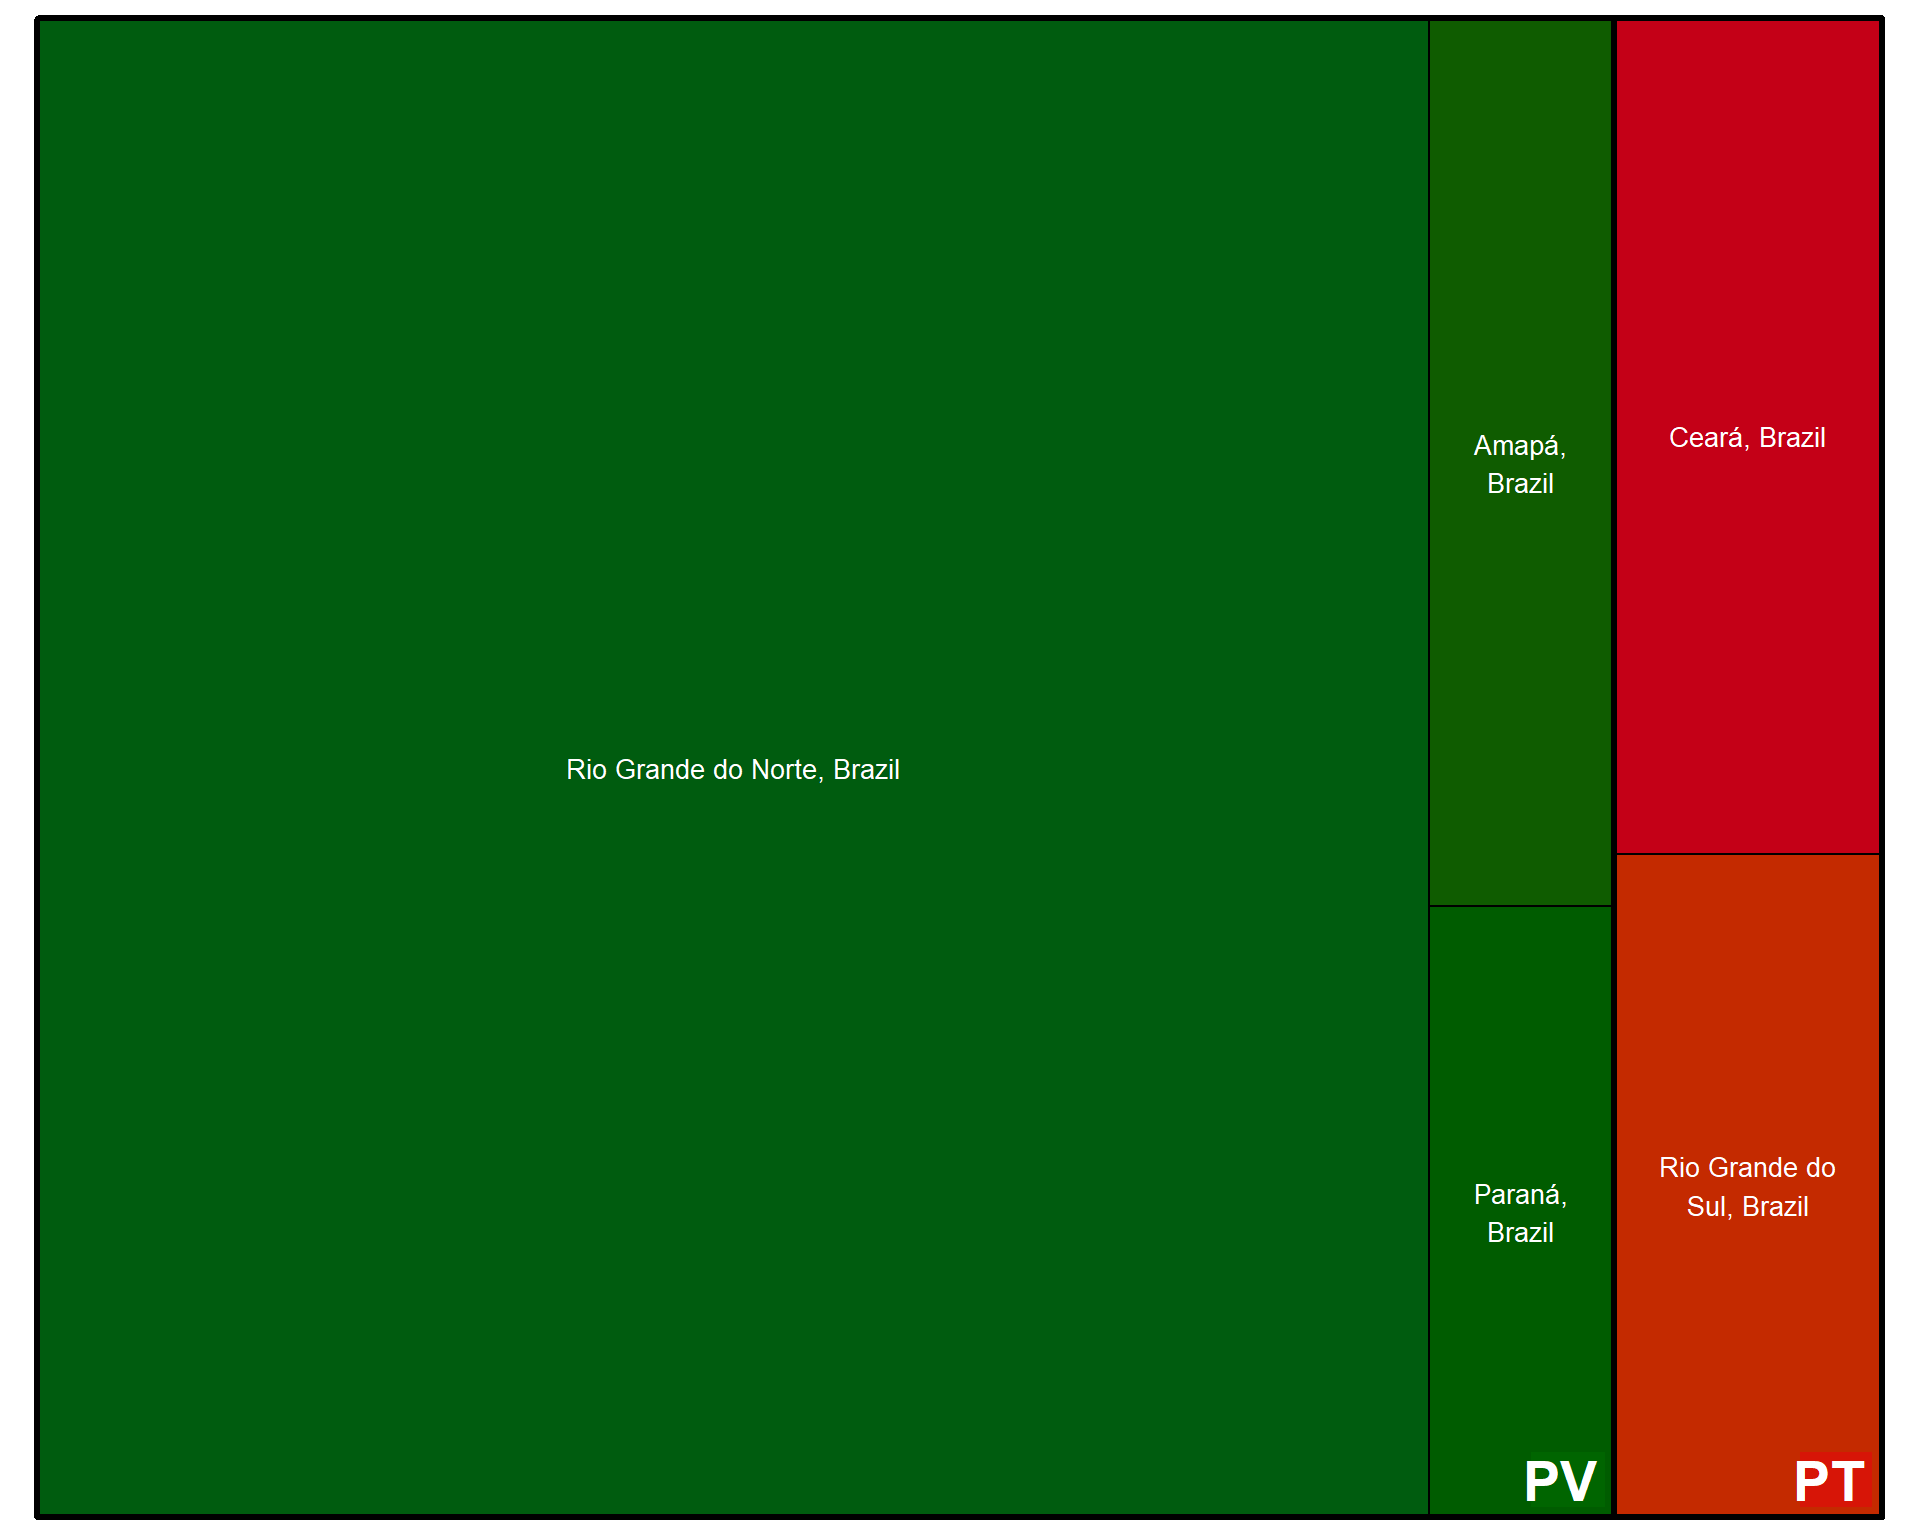 Rio Grande do Norte, Brazil
Amapá,
Brazil
Paraná,
Brazil
PV
Ceará, Brazil
Rio Grande do
Sul, Brazil
PT